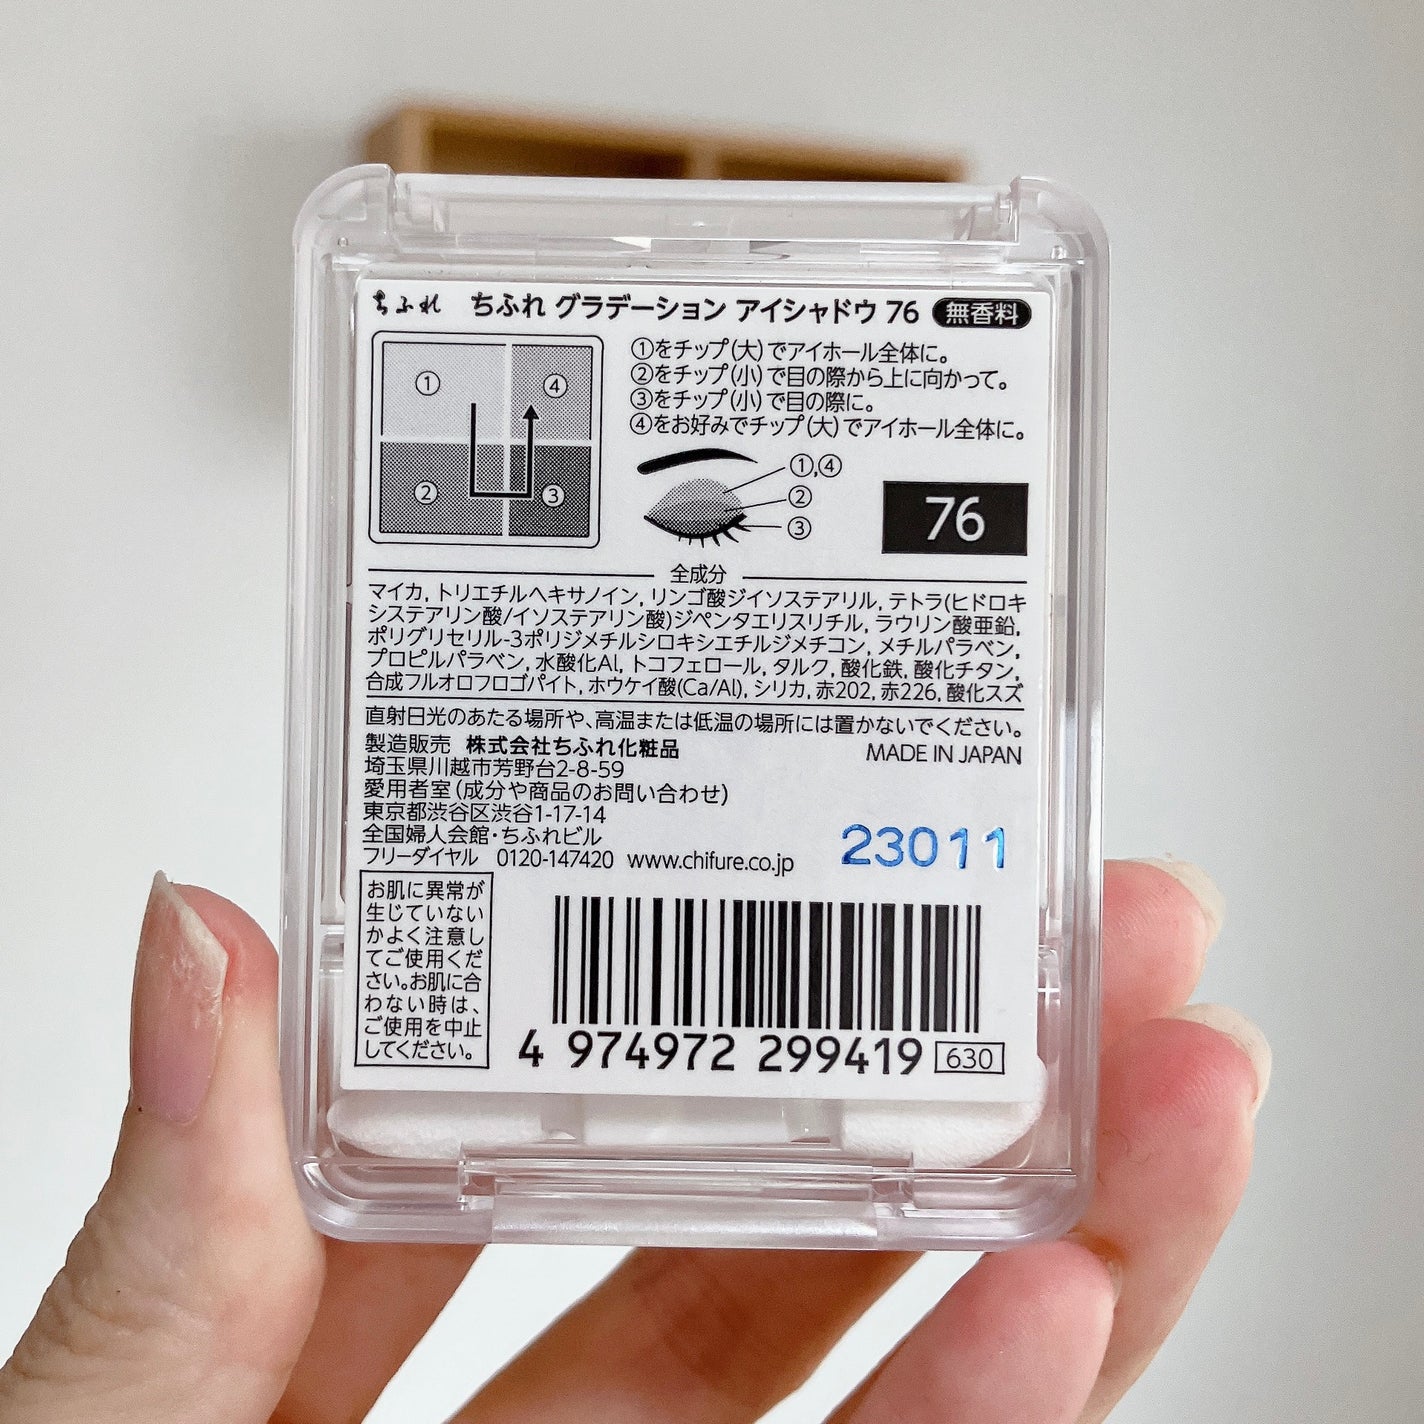 ちふれ ちふれ グラデーション アイシャドウ 76 無香料
① ④
② ③
①をチップ(大)でアイホール全体に。
②をチップ(小)で目の際から上に向かって。
③をチップ(小)で目の際に。
④をお好みでチップ(大)でアイホール全体に。
①,④
②
③
76
全成分
マイカ, トリエチルヘキサノイン, リンゴ酸ジイソステアリル, テトラ(ヒドロキ
システアリン酸/イソステアリン酸)ジペンタエリスリチル, ラウリン酸亜鉛,
ポリグリセリル-3ポリジメチルシロキシエチルジメチコン, メチルパラベン,
プロピルパラベン, 水酸化Al, トコフェロール, タルク, 酸化鉄, 酸化チタン,
合成フルオロフロゴパイト, ホウケイ酸(Ca/Al), シリカ, 赤202, 赤226, 酸化スズ
直射日光のあたる場所や、高温または低温の場所には置かないでください。
製造販売 株式会社ちふれ化粧品
MADE IN JAPAN
埼玉県川越市芳野台2-8-59
愛用者室(成分や商品のお問い合わせ)
東京都渋谷区渋谷1-17-14
全国婦人会館・ちふれビル
フリーダイヤル 0120-147420 www.chifure.co.jp
23011
お肌に異常が
生じていない
かよく注意し
てご使用くだ
さい。お肌に合
わない時は、
ご使用を中止
してください。
4 974972 299419 630